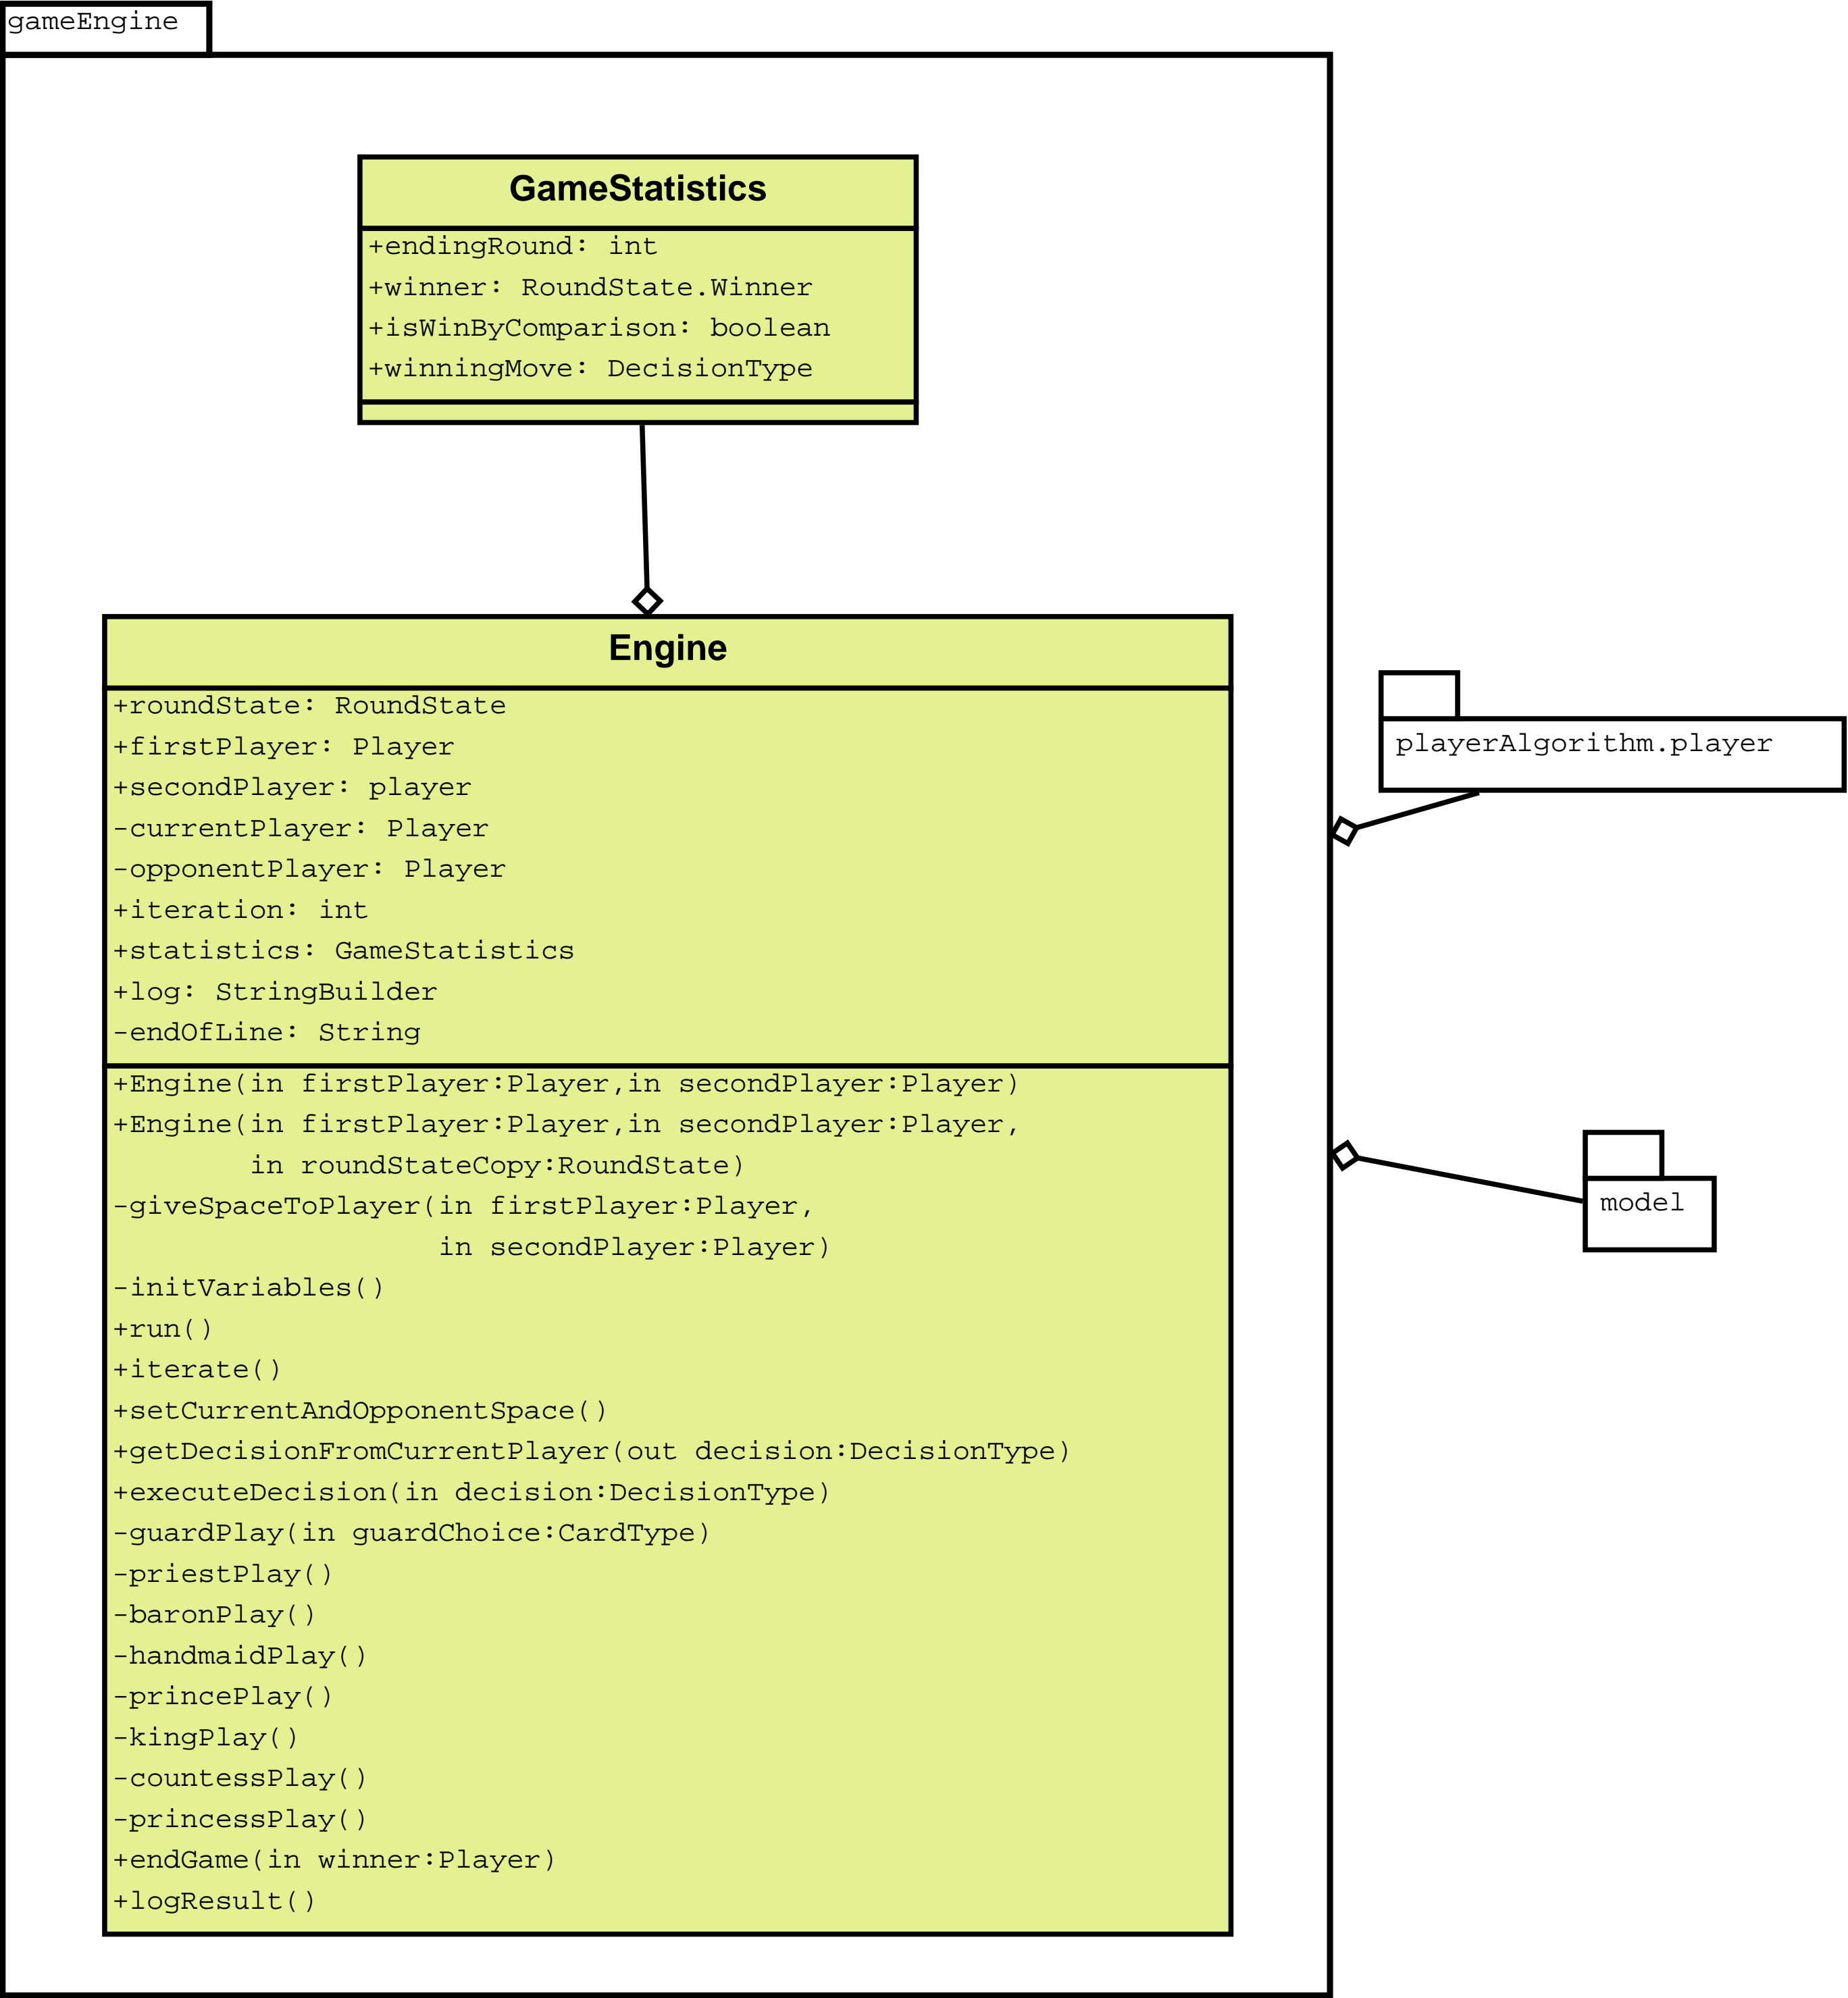 gameEngine
GameStatistics
+endingRound: int
+winner: RoundState.Winner
+isWinByComparison: boolean
+winningMove: DecisionType
Engine
+roundState: RoundState
+firstPlayer: Player
+secondPlayer: player
-currentPlayer: Player
-opponentPlayer: Player
+iteration: int
+statistics: GameStatistics
+log: StringBuilder
-endOfLine: String
+Engine(in firstPlayer:Player,in secondPlayer:Player)
+Engine(in firstPlayer:Player,in secondPlayer:Player,
in roundStateCopy:RoundState)
-giveSpaceToPlayer(in firstPlayer:Player,
in secondPlayer:Player)
-initVariables()
+run()
+iterate()
+setCurrentAndOpponentSpace()
+getDecisionFromCurrentPlayer(out decision:DecisionType)
+executeDecision(in decision:DecisionType)
-guardPlay(in guardChoice:CardType)
-priestPlay()
-baronPlay()
-handmaidPlay()
-princePlay()
-kingPlay()
-countessPlay()
-princessPlay()
+endGame(in winner:Player)
+logResult()
playerAlgorithm.player
model